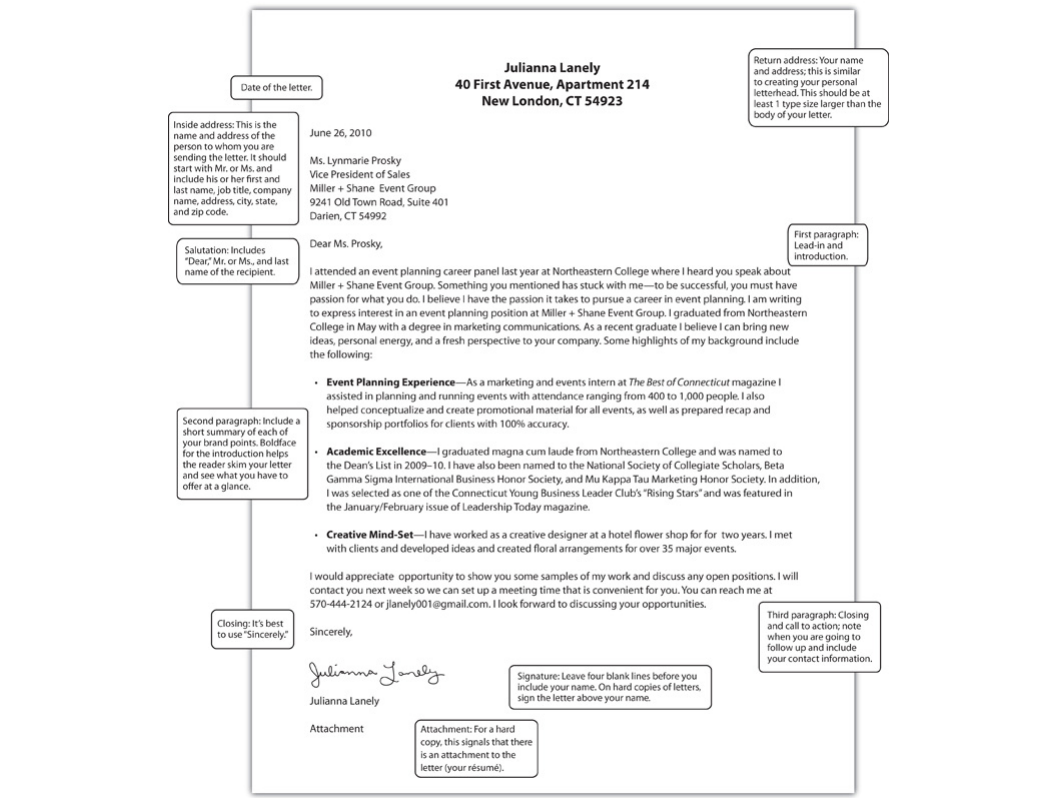 Julianna Lanely
40 First Avenue, Apartment 214
New London, CT 54923
Return address: Your name
and address; this is similar
to creating your personal
letterhead. This should be at
least 1 type size larger than the
body of your letter.
Date of the letter.
June 26, 2010
Inside address: This is the
name and address of the
person to whom you are
sending the letter. It should
start with Mr. or Ms. and
include his or her first and
last name, job title, company
name, address, city, state,
and zip code.
Ms. Lynmarie Prosky
Vice President of Sales
Miller + Shane Event Group
9241 Old Town Road, Suite 401
Darien, CT 54992
Salutation: Includes
“Dear,” Mr. or Ms., and last
name of the recipient.
Dear Ms. Prosky,
First paragraph:
Lead-in and
introduction.
I attended an event planning career panel last year at Northeastern College where I heard you speak about
Miller + Shane Event Group. Something you mentioned has stuck with me—to be successful, you must have
passion for what you do. I believe I have the passion it takes to pursue a career in event planning. I am writing
to express interest in an event planning position at Miller + Shane Event Group. I graduated from Northeastern
College in May with a degree in marketing communications. As a recent graduate I believe I can bring new
ideas, personal energy, and a fresh perspective to your company. Some highlights of my background include
the following:
• Event Planning Experience—As a marketing and events intern at The Best of Connecticut magazine I
assisted in planning and running events with attendance ranging from 400 to 1,000 people. I also
helped conceptualize and create promotional material for all events, as well as prepared recap and
sponsorship portfolios for clients with 100% accuracy.
Second paragraph: Include a
short summary of each of
your brand points. Boldface
for the introduction helps
the reader skim your letter
and see what you have to
offer at a glance.
• Academic Excellence—I graduated magna cum laude from Northeastern College and was named to
the Dean’s List in 2009–10. I have also been named to the National Society of Collegiate Scholars, Beta
Gamma Sigma International Business Honor Society, and Mu Kappa Tau Marketing Honor Society. In addition,
I was selected as one of the Connecticut Young Business Leader Club’s “Rising Stars” and was featured in
the January/February issue of Leadership Today magazine.
• Creative Mind-Set—I have worked as a creative designer at a hotel flower shop for for two years. I met
with clients and developed ideas and created floral arrangements for over 35 major events.
I would appreciate opportunity to show you some samples of my work and discuss any open positions. I will
contact you next week so we can set up a meeting time that is convenient for you. You can reach me at
570-444-2124 or jlanely001@gmail.com. I look forward to discussing your opportunities.
Third paragraph: Closing
and call to action; note
when you are going to
follow up and include
your contact information.
Closing: It’s best
to use “Sincerely.”
Sincerely,
Julianna Lanely
Signature: Leave four blank lines before you
include your name. On hard copies of letters,
sign the letter above your name.
Julianna Lanely
Attachment
Attachment: For a hard
copy, this signals that there
is an attachment to the
letter (your résumé).